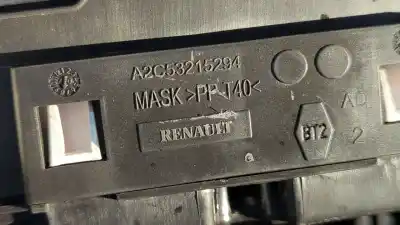 A2C53215294
MASK >PP-T40<
RENAULT
BT2
AD
2